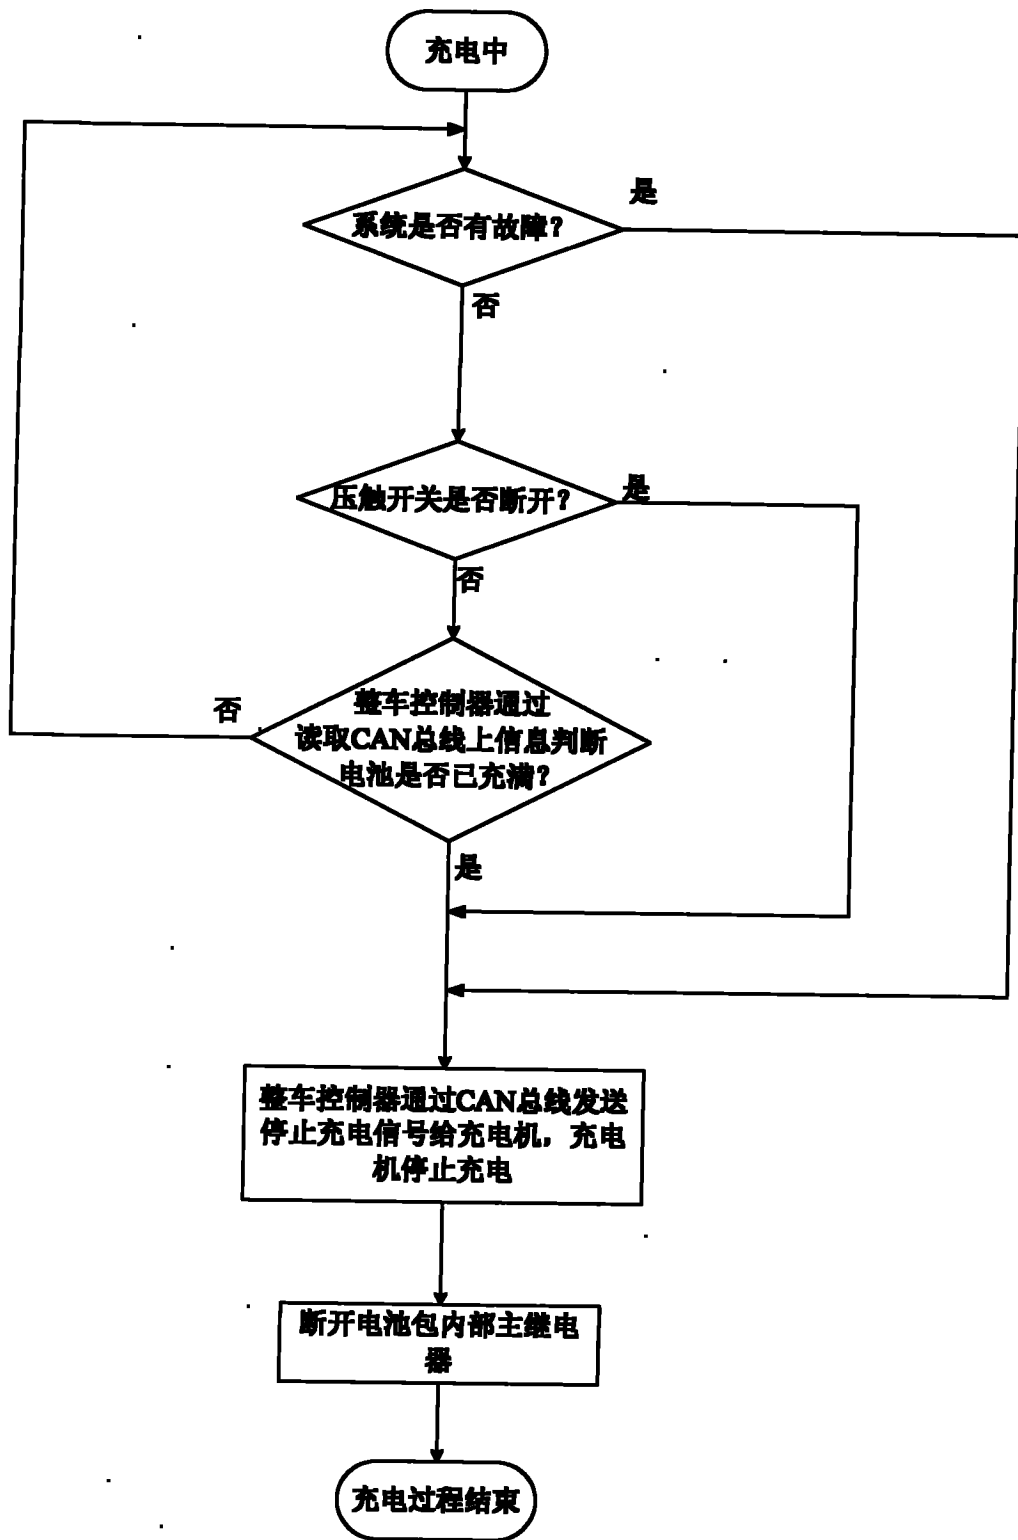 充电中
系统是否有故障？
是
否
压触开关是否断开？
是
否
整车控制器通过
读取CAN总线上信息判断
电池是否已充满？
否
是
整车控制器通过CAN总线发送
停止充电信号给充电机，充电
机停止充电
断开电池包内部主继电
器
充电过程结束